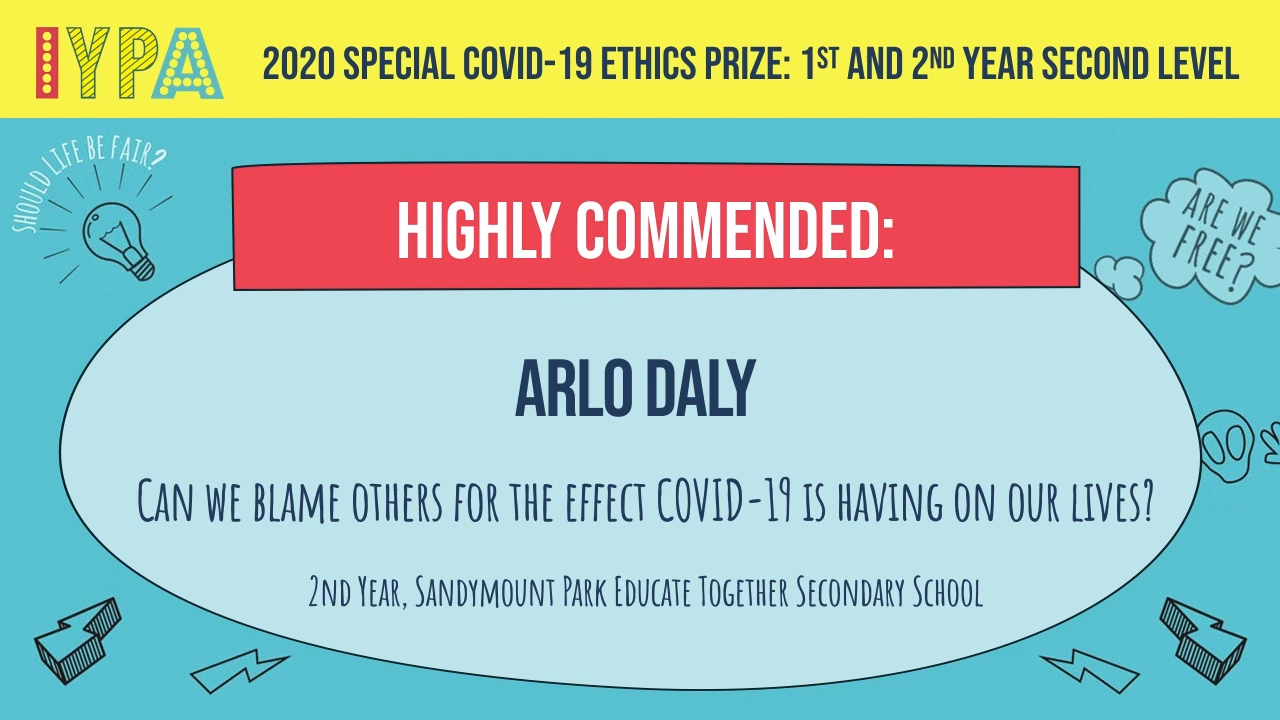 IYPA
2020 SPECIAL COVID-19 ETHICS PRIZE: 1ST AND 2ND YEAR SECOND LEVEL
SHOULD LIFE BE FAIR?
HIGHLY COMMENDED:
ARE WE
FREE?
ARLO DALY
CAN WE BLAME OTHERS FOR THE EFFECT COVID-19 IS HAVING ON OUR LIVES?
2ND YEAR, SANDYMOUNT PARK EDUCATE TOGETHER SECONDARY SCHOOL